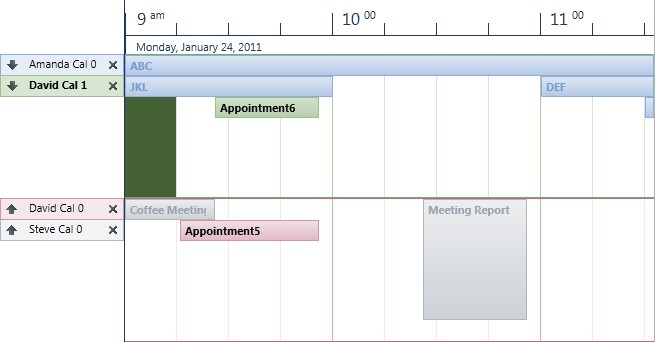 9 am 10 00 11 00
Monday, January 24, 2011
Amanda Cal 0
ABC
David Cal 1
JKL
DEF
Appointment6
David Cal 0
Coffee Meeting
Meeting Report
Steve Cal 0
Appointment5